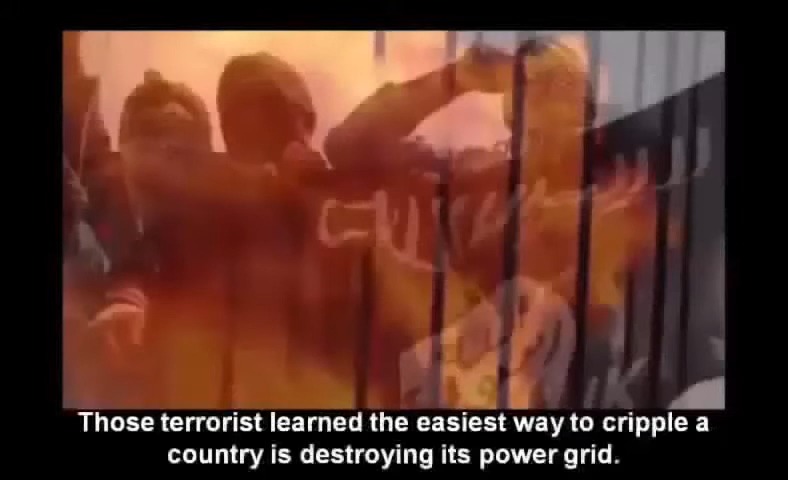 Those terrorist learned the easiest way to cripple a
country is destroying its power grid.